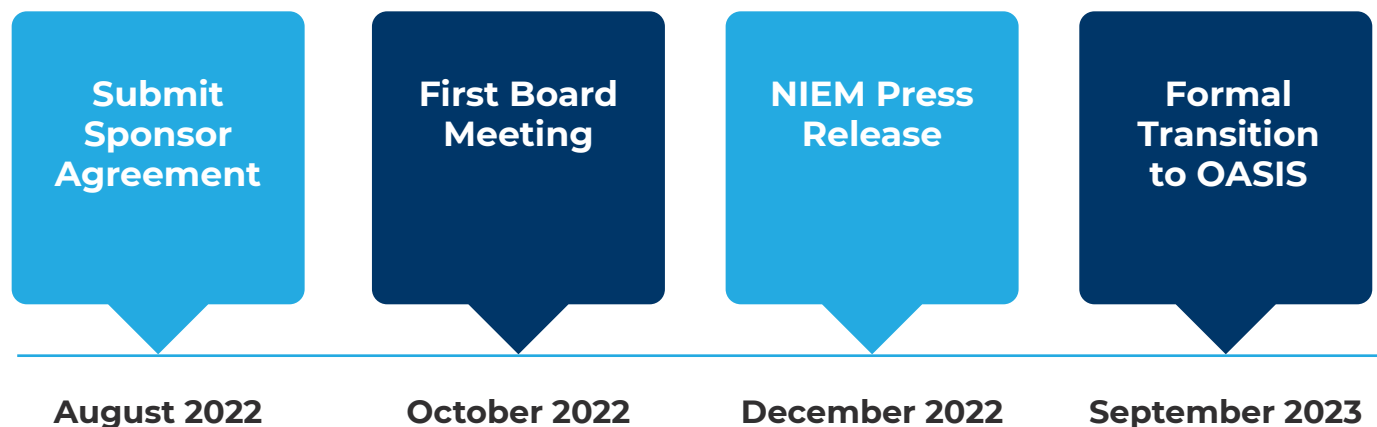 Submit
Sponsor
Agreement
First Board
Meeting
NIEM Press
Release
Formal
Transition
to OASIS
August 2022
October 2022
December 2022
September 2023